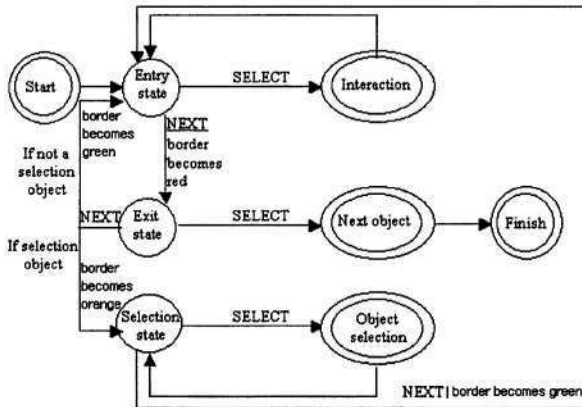 Start
Entry
state
SELECT
Interaction
border
becomes
green
NEXT
border
becomes
red
If not a
selection
object
NEXT
Exit
state
SELECT
Next object
Finish
If selection
object
border
becomes
orange
Selection
state
SELECT
Object
selection
NEXT | border becomes green